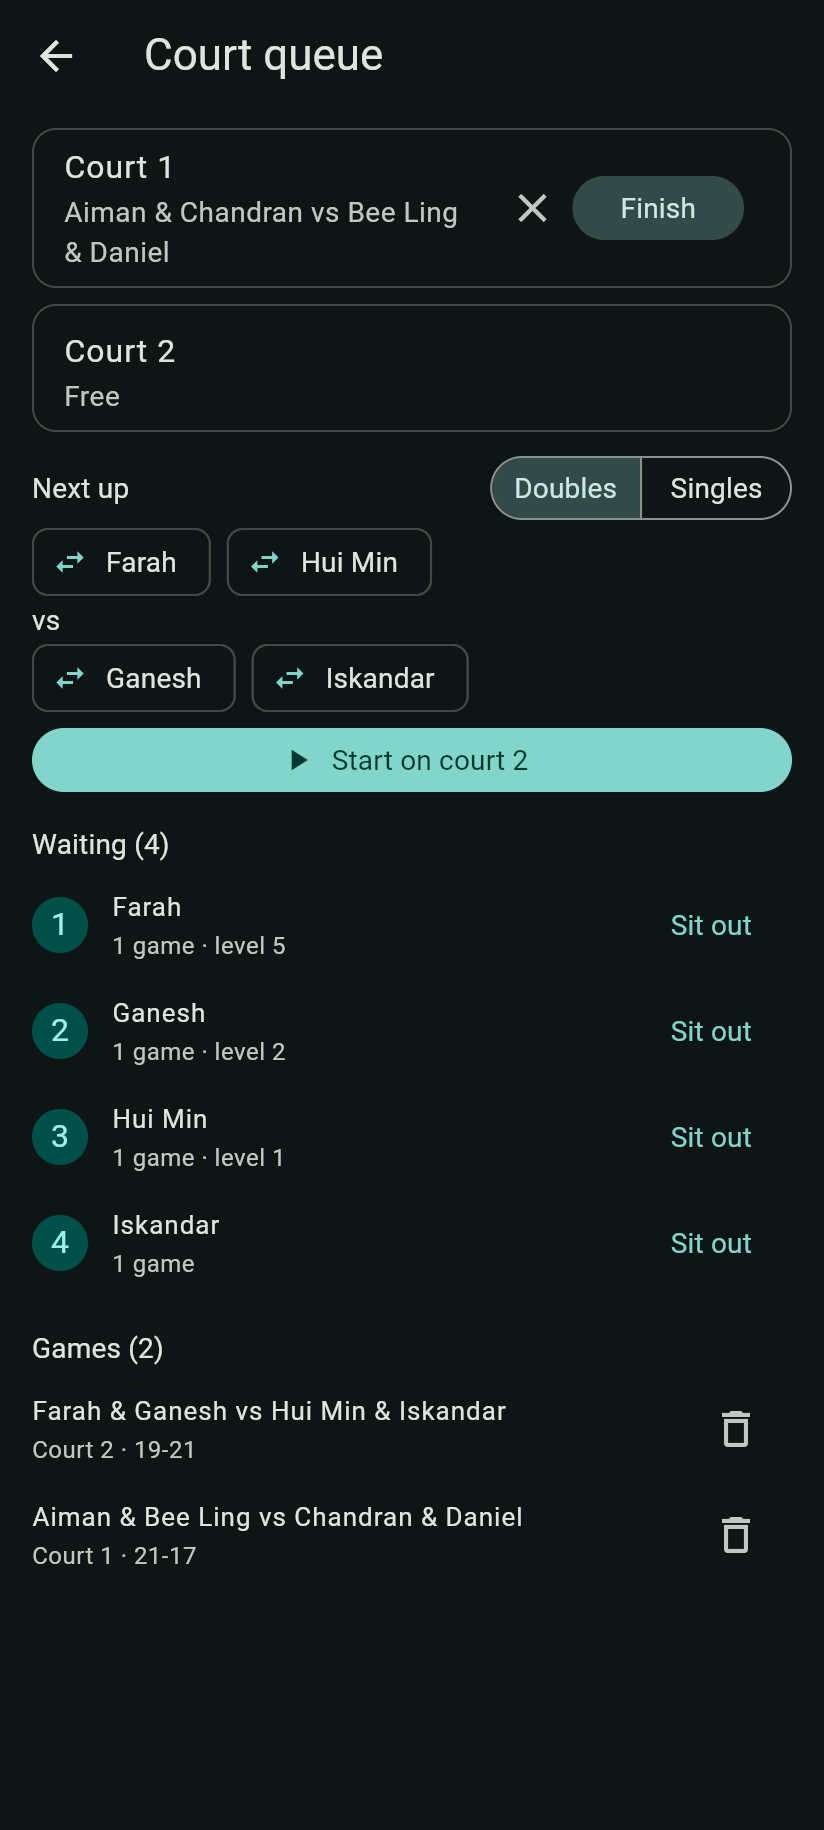 Court queue
Court 1
Aiman & Chandran vs Bee Ling
& Daniel
Finish
Court 2
Free
Next up
Doubles
Singles
Farah
Hui Min
vs
Ganesh
Iskandar
Start on court 2
Waiting (4)
1
Farah
1 game · level 5
Sit out
2
Ganesh
1 game · level 2
Sit out
3
Hui Min
1 game · level 1
Sit out
4
Iskandar
1 game
Sit out
Games (2)
Farah & Ganesh vs Hui Min & Iskandar
Court 2 · 19-21
Aiman & Bee Ling vs Chandran & Daniel
Court 1 · 21-17